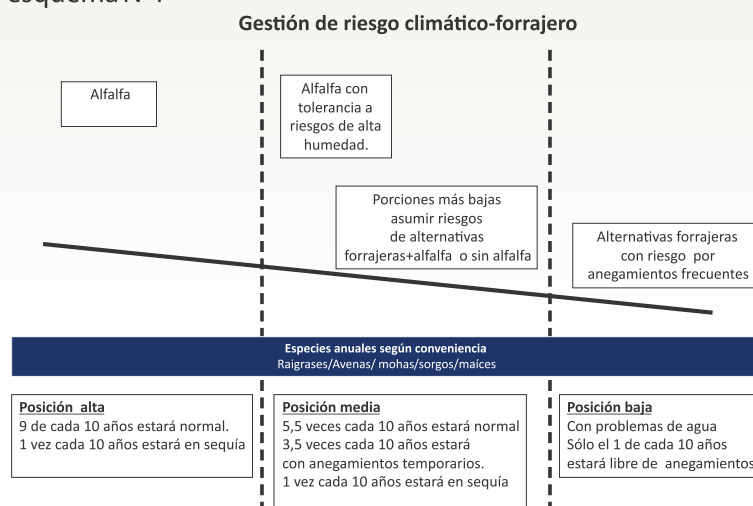 Gestión de riesgo climático-forrajero
Alfalfa
Alfalfa con
tolerancia a
riesgos de alta
humedad.
Porciones más bajas
asumir riesgos
de alternativas
forrajeras+alfalfa o sin alfalfa
Alternativas forrajeras
con riesgo por
anegamientos frecuentes
Especies anuales según conveniencia
Raigrases/Avenas/ mohas/sorgos/maíces
Posición alta
9 de cada 10 años estará normal.
1 vez cada 10 años estará en sequía
Posición media
5,5 veces cada 10 años estará normal
3,5 veces cada 10 años estará
con anegamientos temporarios.
1 vez cada 10 años estará en sequía
Posición baja
Con problemas de agua
Sólo el 1 de cada 10 años
estará libre de anegamientos